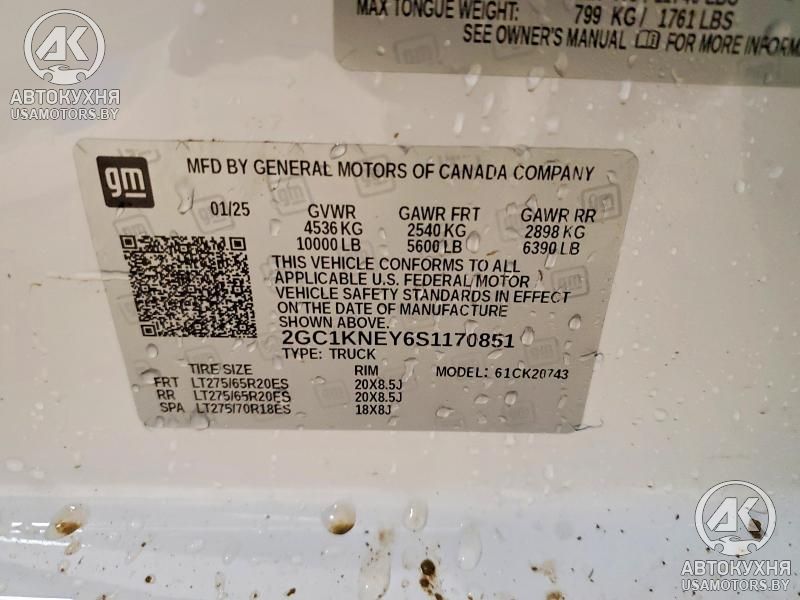 MAX TONGUE WEIGHT: 799 KG/ 1761 LBS
SEE OWNER'S MANUAL FOR MORE INFORM
AK
АВТОКУХНЯ
USAMOTORS.BY
gm
MFD BY GENERAL MOTORS OF CANADA COMPANY
01/25 GVWR GAWR FRT GAWR RR
4536 KG 2540 KG 2898 KG
10000 LB 5600 LB 6390 LB
THIS VEHICLE CONFORMS TO ALL
APPLICABLE U.S. FEDERAL MOTOR
VEHICLE SAFETY STANDARDS IN EFFECT
ON THE DATE OF MANUFACTURE
SHOWN ABOVE.
2GC1KNEY6S1170851
TYPE: TRUCK
TIRE SIZE RIM MODEL: 61CK20743
FRT LT275/65R20ES 20X8.5J
RR LT275/65R20ES 20X8.5J
SPA LT275/70R18ES 18X8J
AK
АВТОКУХНЯ
USAMOTORS.BY